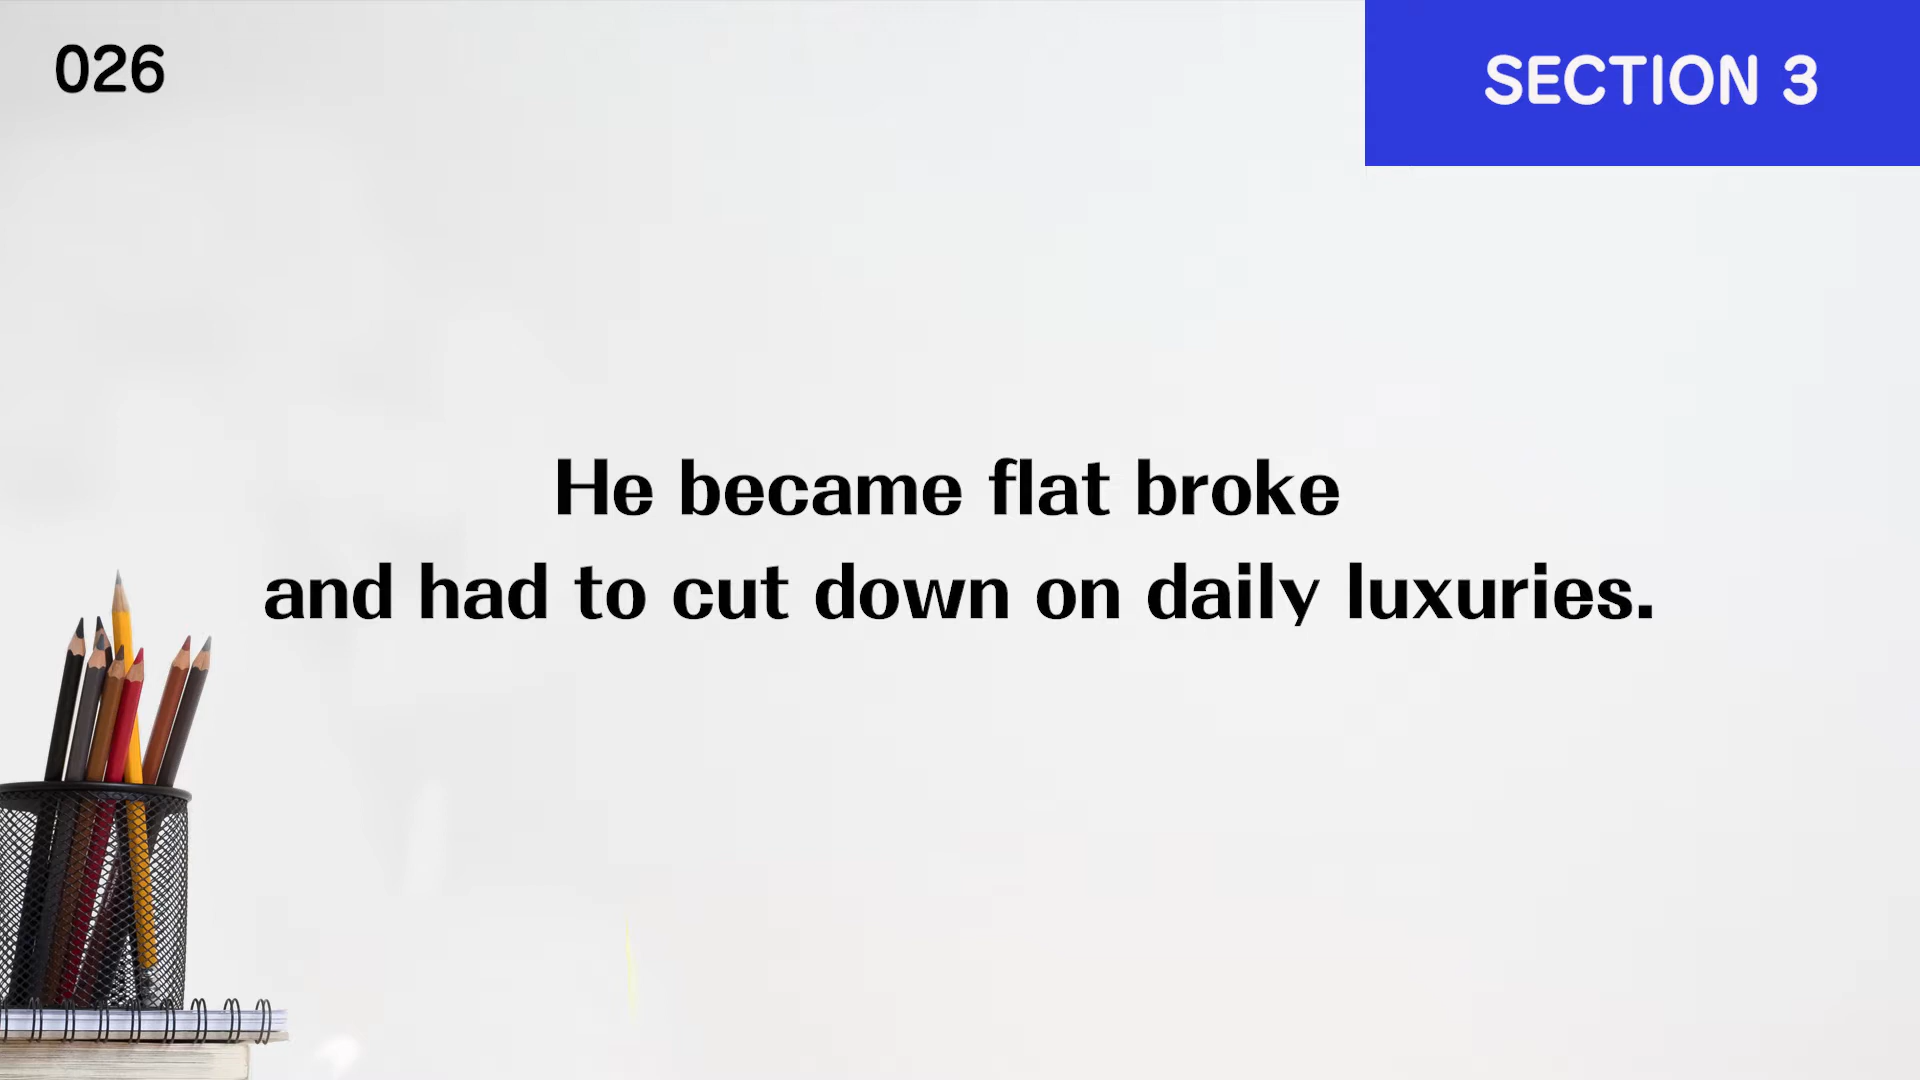 026
SECTION 3
He became flat broke
and had to cut down on daily luxuries.